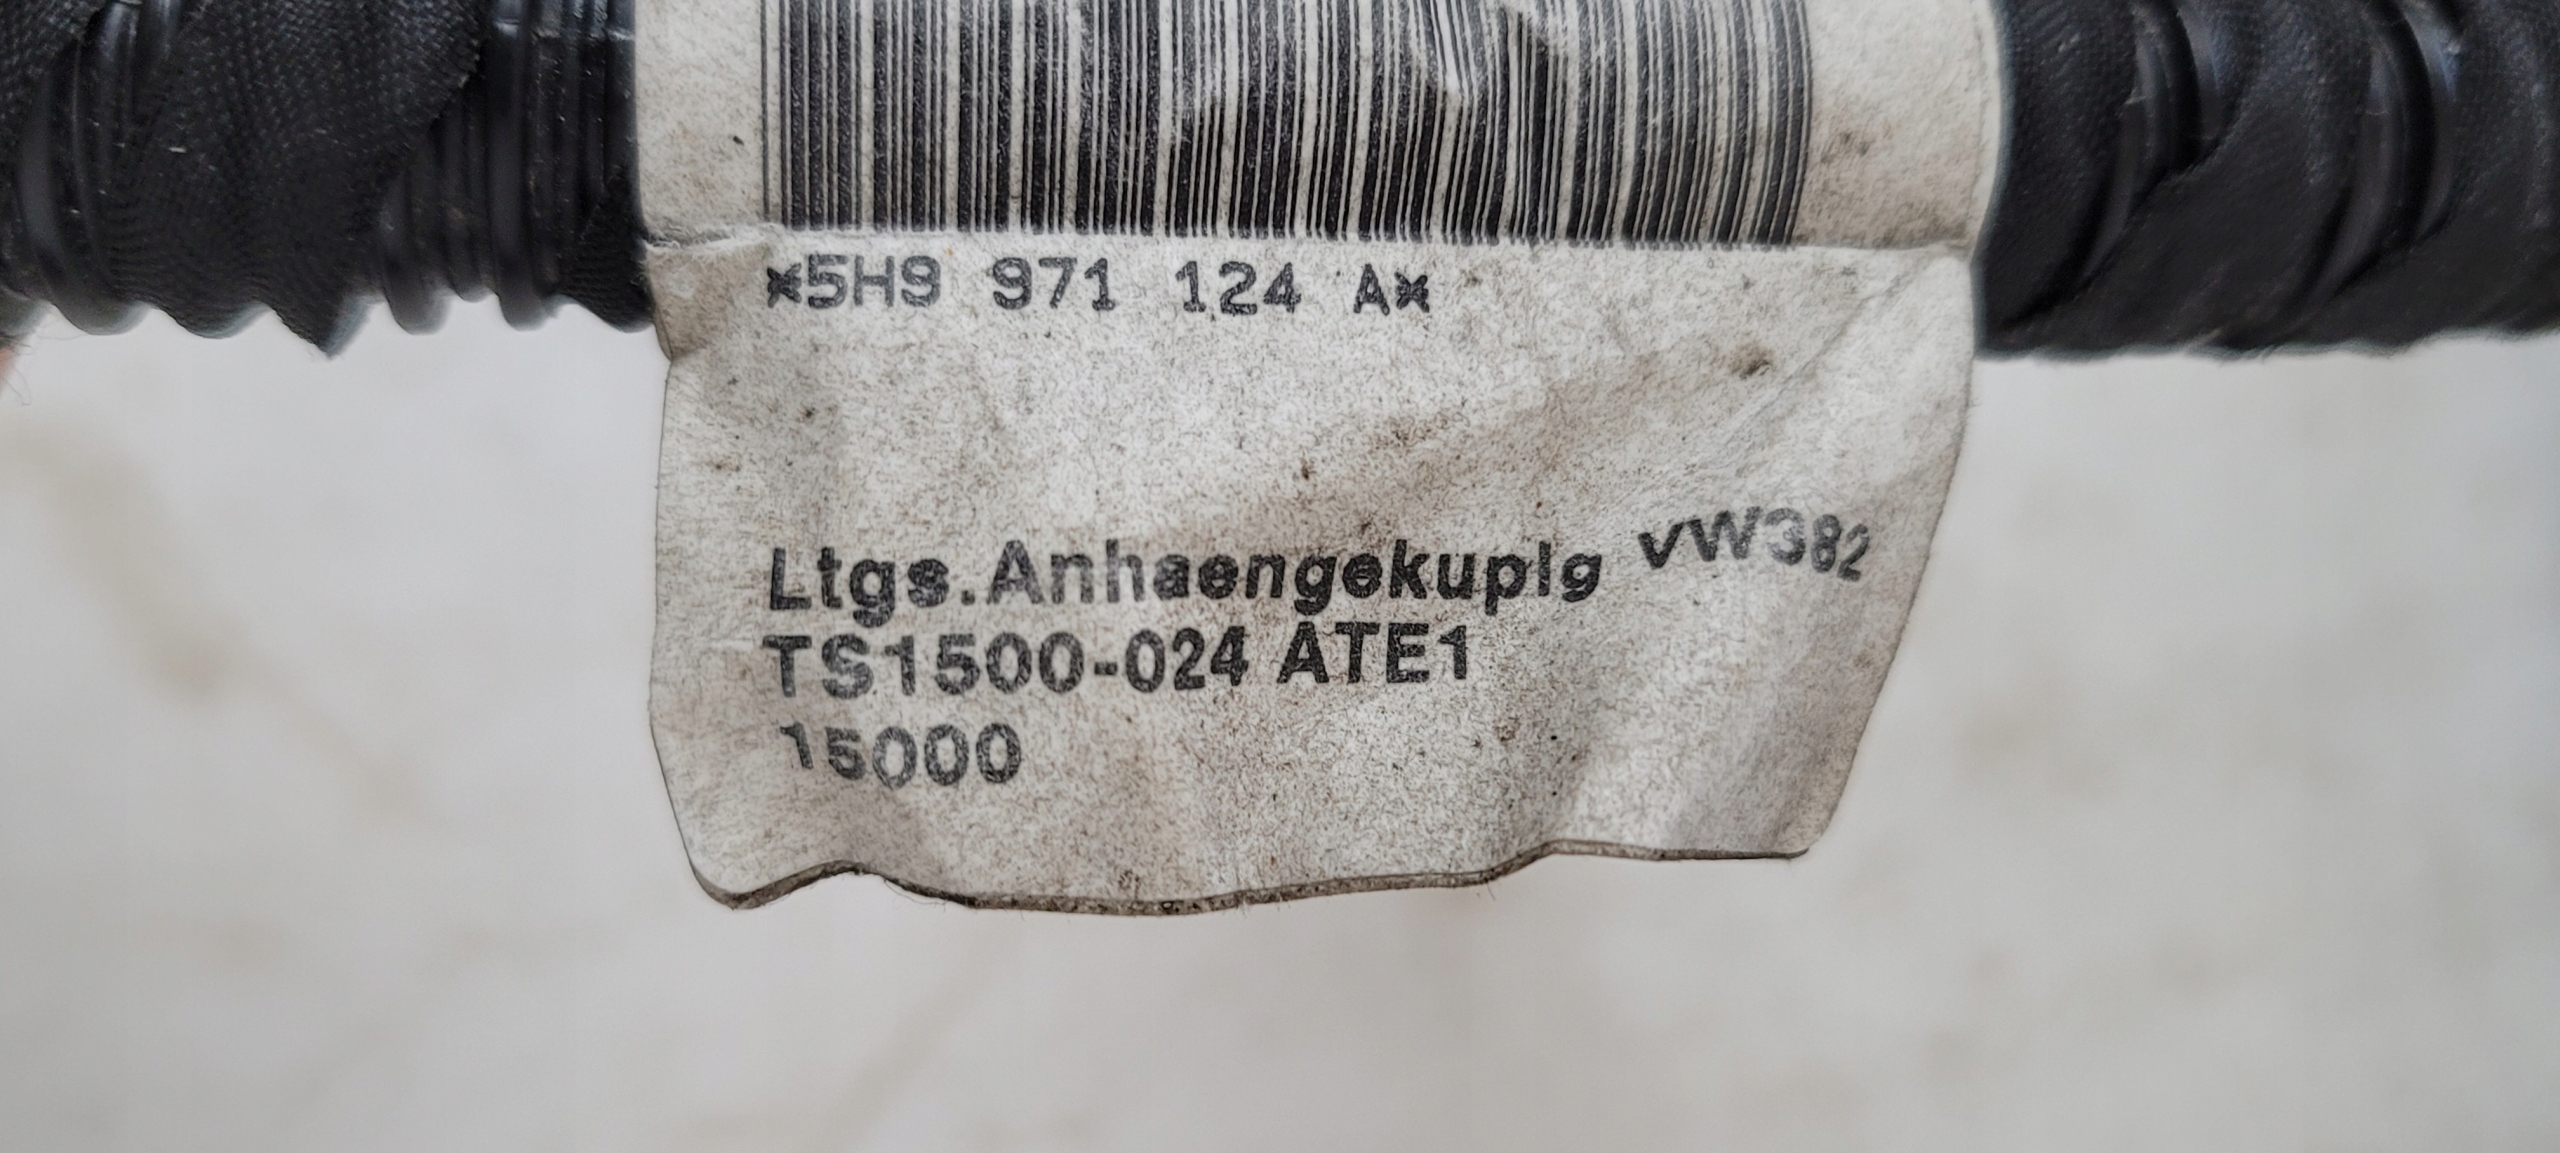 *5H9 971 124 A*
Ltgs.Anhaengekuplg VW382
TS1500-024 ATE1
15000